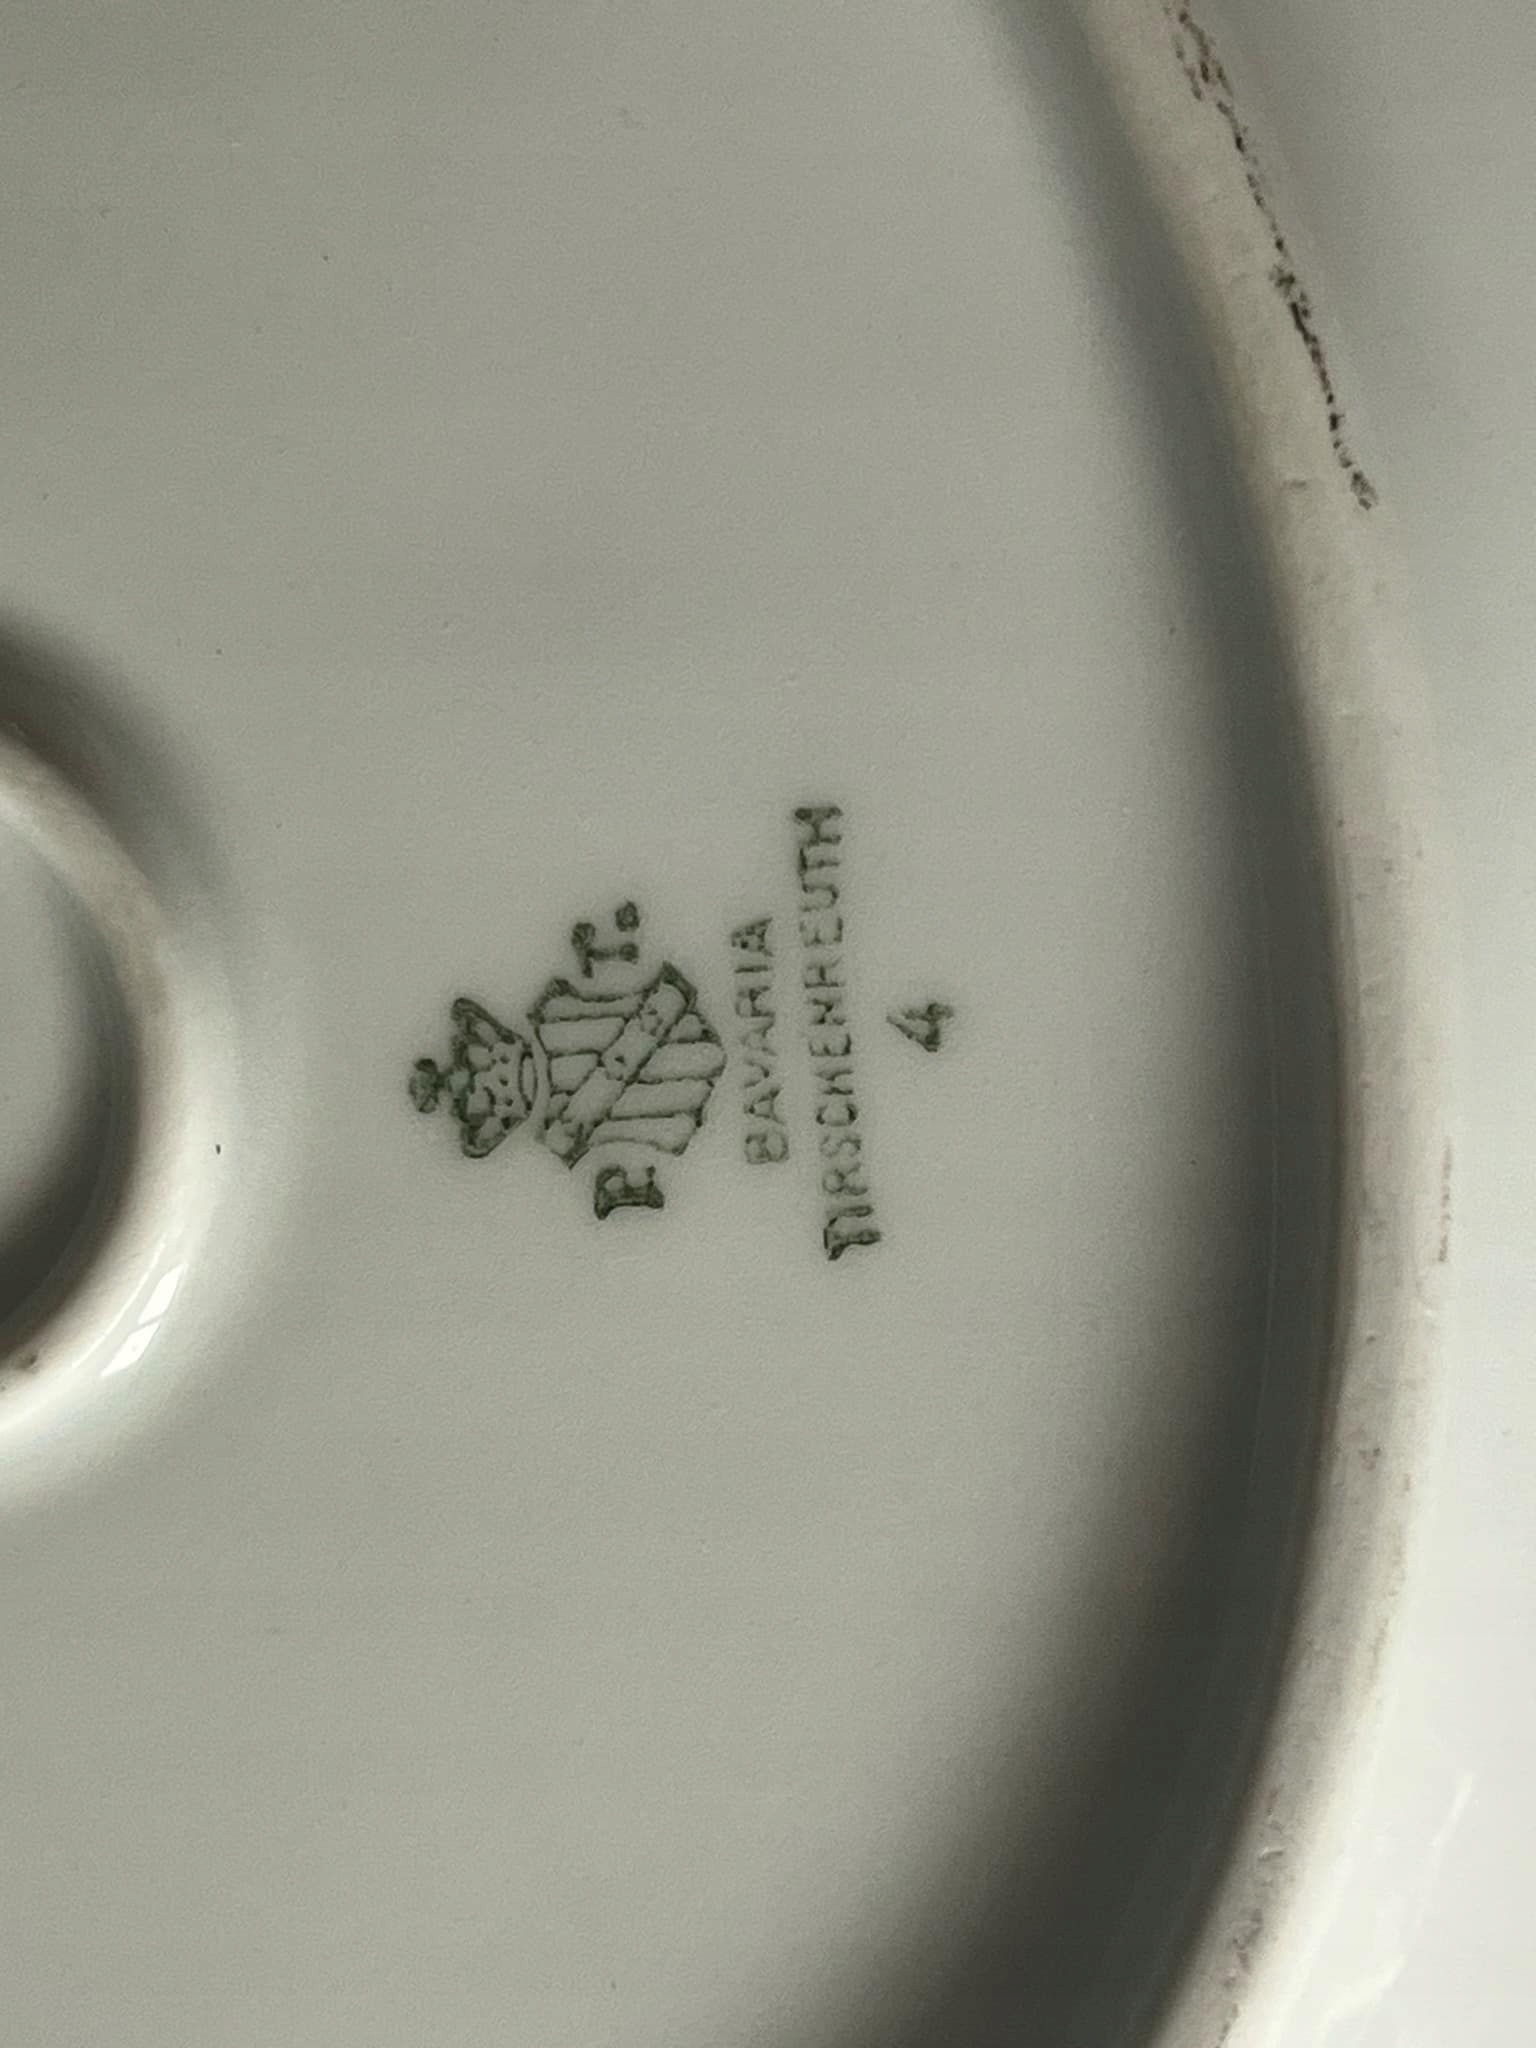 P. T.
BAVARIA
TIRSCHENREUTH
4